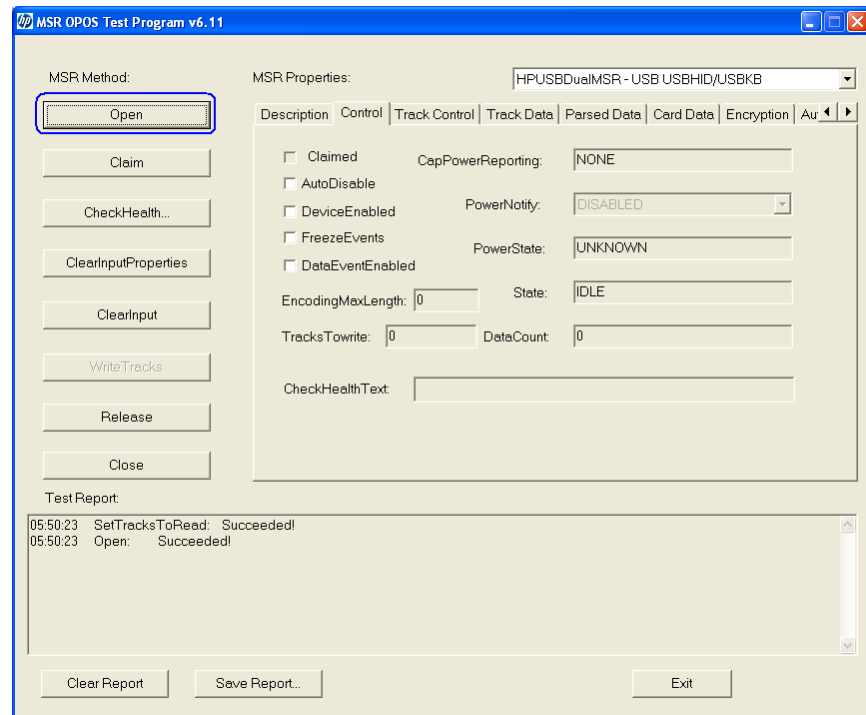 hp MSR OPOS Test Program v6.11
MSR Method:
MSR Properties:
HPUSBDualMSR - USB USBHID/USBKB
Open
Description Control Track Control Track Data Parsed Data Card Data Encryption
Claimed
CapPowerReporting: NONE
Claim
AutoDisable
DeviceEnabled
PowerNotify: DISABLED
CheckHealth...
FreezeEvents
PowerState: UNKNOWN
DataEventEnabled
ClearInputProperties
EncodingMaxLength: 0
State: IDLE
ClearInput
TracksTowrite: 0
DataCount: 0
WriteTracks
CheckHealthText:
Release
Close
Test Report:
05:50:23 SetTracksToRead: Succeeded!
05:50:23 Open: Succeeded!
Clear Report
Save Report...
Exit